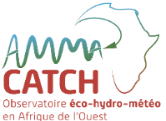 AMMA
CATCH
Observatoire éco-hydro-météo
en Afrique de l'Ouest